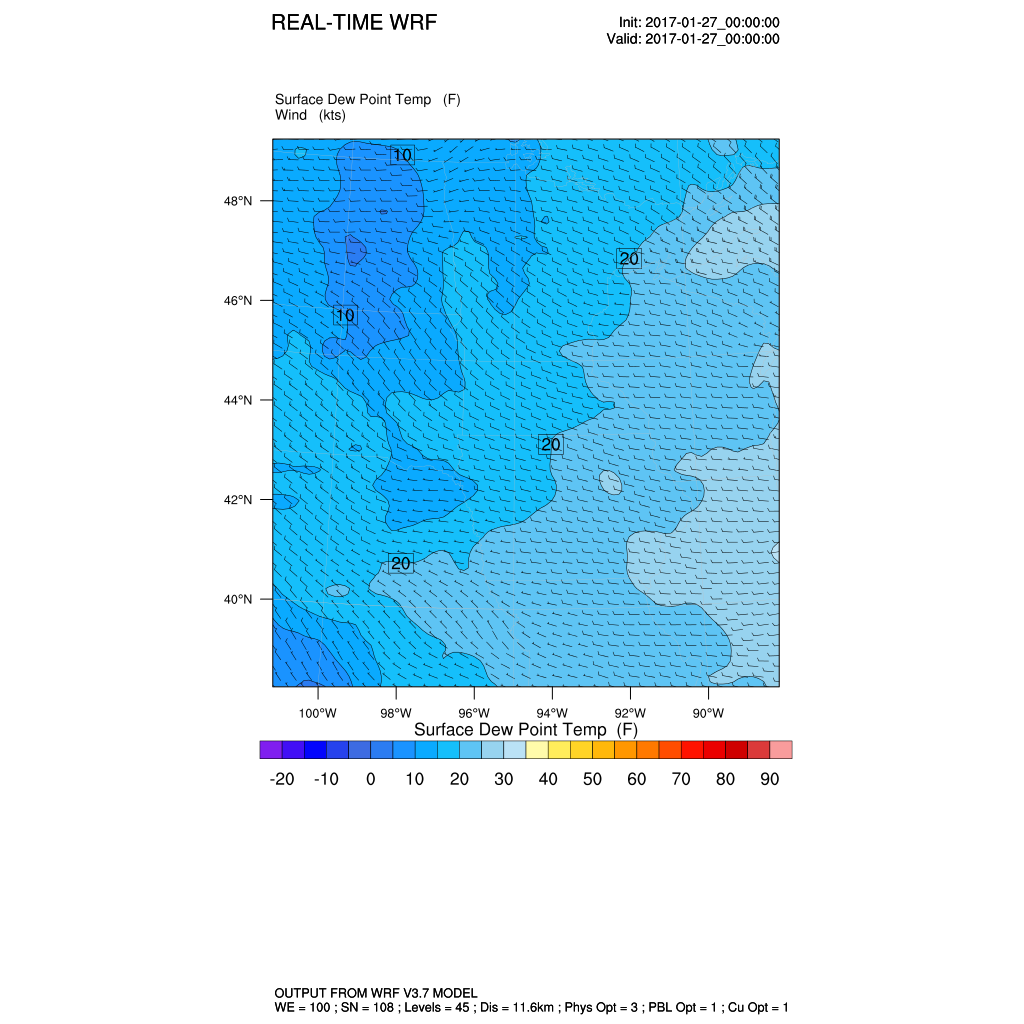 REAL-TIME WRF
Init: 2017-01-27_00:00:00
Valid: 2017-01-27_00:00:00
Surface Dew Point Temp (F)
Wind (kts)
10
48°N
20
46°N
10
44°N
20
42°N
20
40°N
100°W 98°W 96°W 94°W 92°W 90°W
Surface Dew Point Temp (F)
-20 -10 0 10 20 30 40 50 60 70 80 90
OUTPUT FROM WRF V3.7 MODEL
WE = 100 ; SN = 108 ; Levels = 45 ; Dis = 11.6km ; Phys Opt = 3 ; PBL Opt = 1 ; Cu Opt = 1